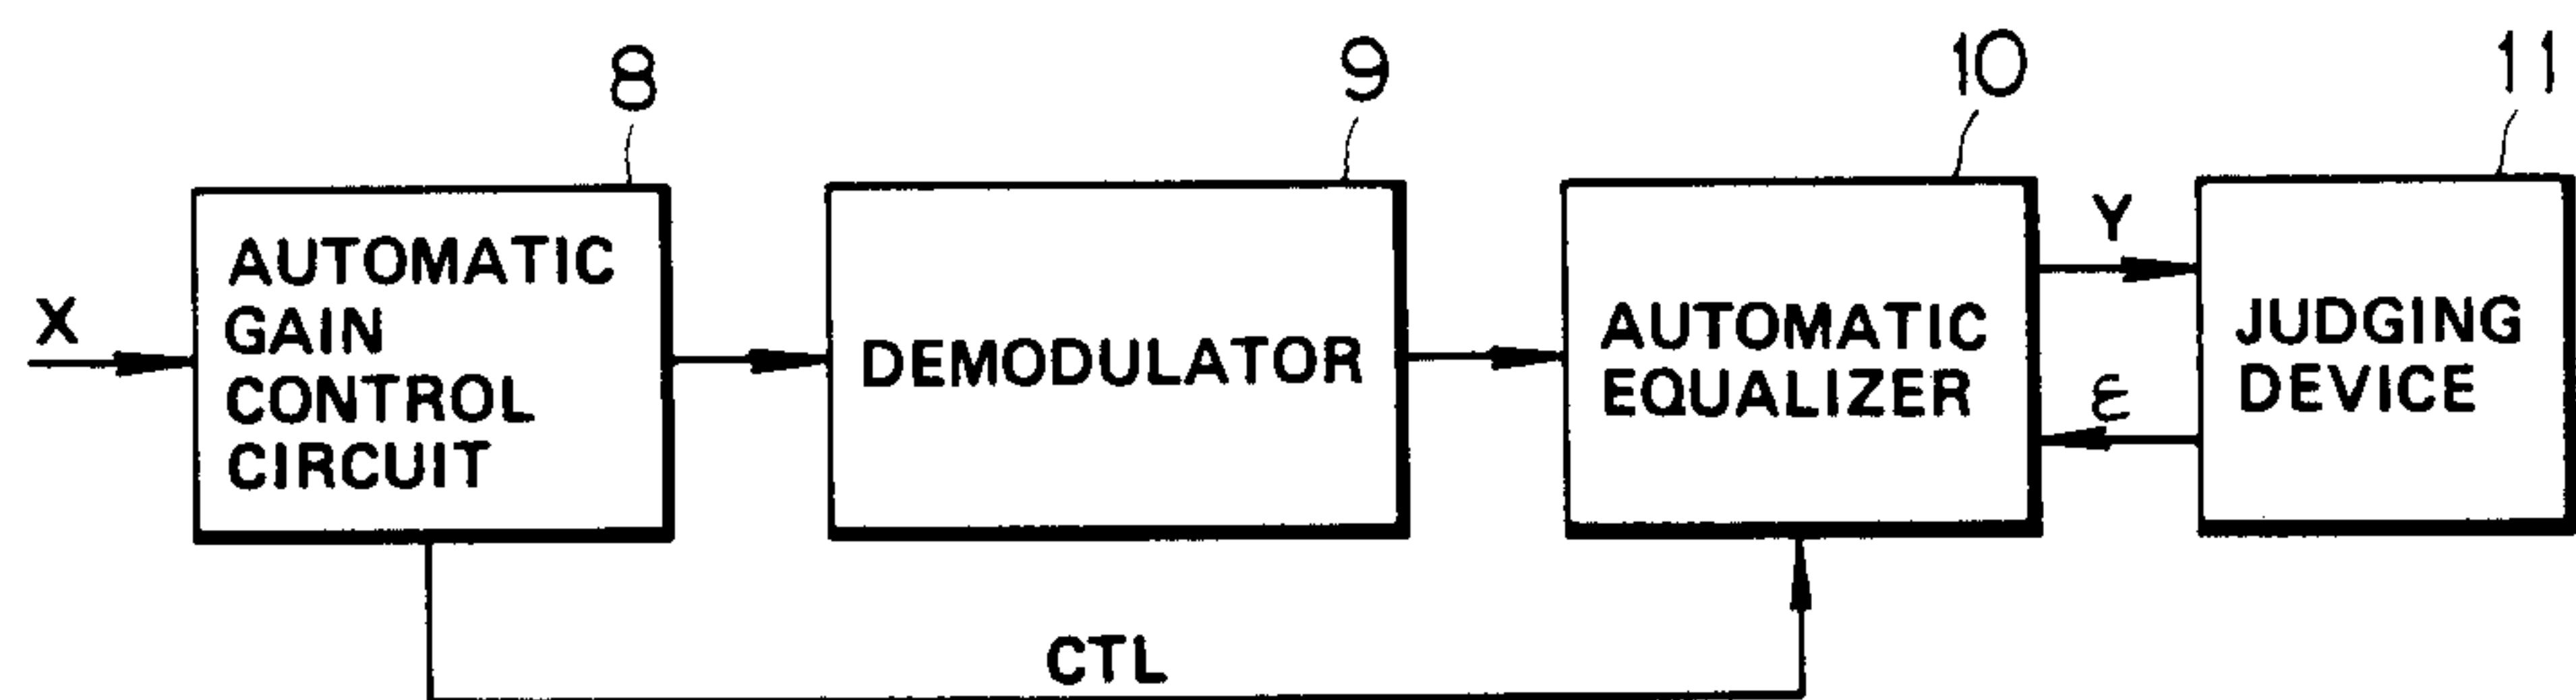 8
9
10
11
X
AUTOMATIC
GAIN
CONTROL
CIRCUIT
DEMODULATOR
AUTOMATIC
EQUALIZER
Y
ε
JUDGING
DEVICE
CTL